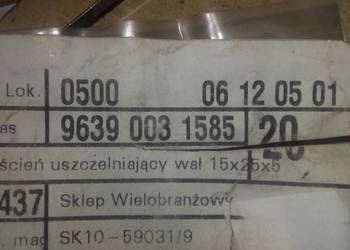 Lok. 0500 06 12 05 01
as 9639 003 1585 20
ścień uszczelniający wał 15x25x5
437 Sklep Wielobranżowy
mag SK10-59031/9